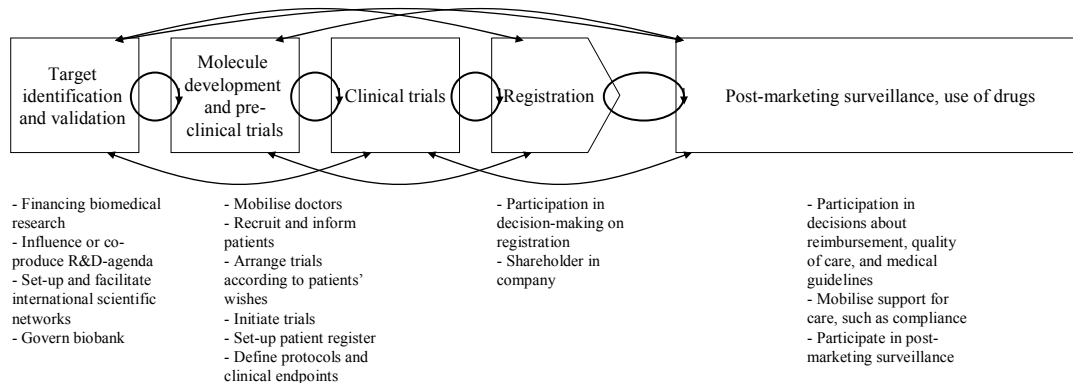 Target
identification
and validation
Molecule
development
and pre-
clinical trials
Clinical trials
Registration
Post-marketing surveillance, use of drugs
- Financing biomedical
research
- Influence or co-
produce R&D-agenda
- Set-up and facilitate
international scientific
networks
- Govern biobank
- Mobilise doctors
- Recruit and inform
patients
- Arrange trials
according to patients’
wishes
- Initiate trials
- Set-up patient register
- Define protocols and
clinical endpoints
- Participation in
decision-making on
registration
- Shareholder in
company
- Participation in
decisions about
reimbursement, quality
of care, and medical
guidelines
- Mobilise support for
care, such as compliance
- Participate in post-
marketing surveillance